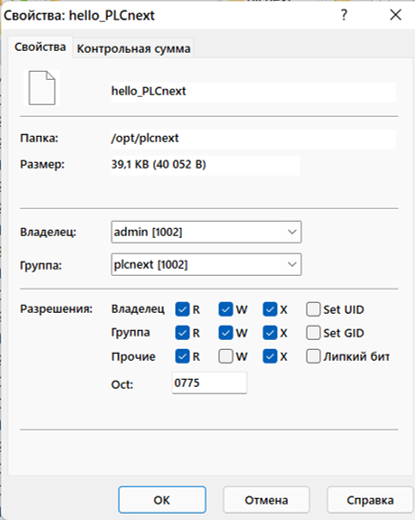 Свойства: hello_PLCnext ? ×
Свойства Контрольная сумма
hello_PLCnext
Папка: /opt/plcnext
Размер: 39,1 KB (40 052 B)
Владелец: admin [1002]
Группа: plcnext [1002]
Разрешения: Владелец R W X Set UID
Группа R W X Set GID
Прочие R W X Липкий бит
Oct: 0775
ОК Отмена Справка